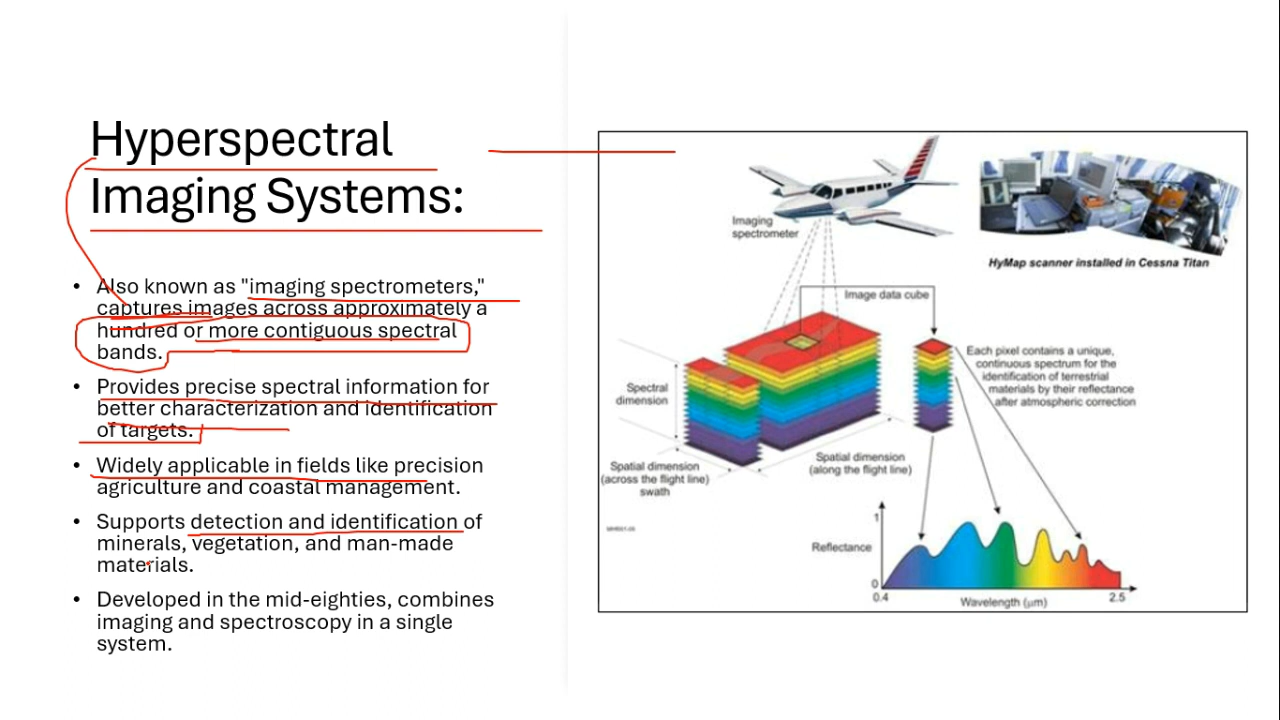 Hyperspectral
Imaging Systems:
• Also known as "imaging spectrometers,"
captures images across approximately a
hundred or more contiguous spectral
bands.
• Provides precise spectral information for
better characterization and identification
of targets.
• Widely applicable in fields like precision
agriculture and coastal management.
• Supports detection and identification of
minerals, vegetation, and man-made
materials.
• Developed in the mid-eighties, combines
imaging and spectroscopy in a single
system.
Imaging
spectrometer
HyMap scanner installed in Cessna Titan
Image data cube
Each pixel contains a unique,
continuous spectrum for the
identification of terrestrial
materials by their reflectance
after atmospheric correction
Spectral
dimension
Spatial dimension
(across the flight line)
swath
Spatial dimension
(along the flight line)
1
Reflectance
0
0.4
Wavelength (µm)
2.5